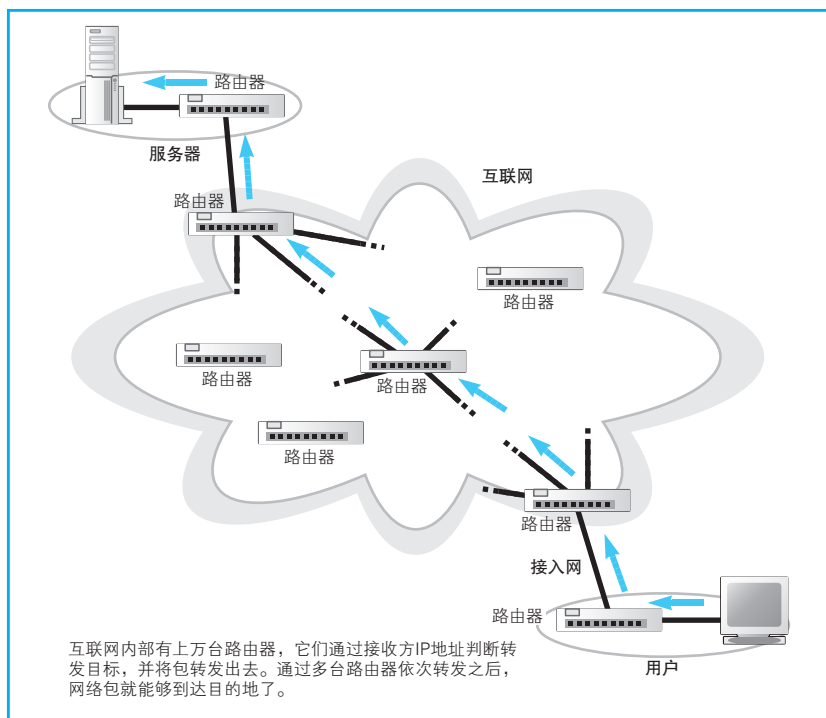 路由器
服务器
互联网
路由器
路由器
路由器
路由器
路由器
路由器
接入网
路由器
用户
互联网内部有上万台路由器，它们通过接收方IP地址判断转
发目标，并将包转发出去。通过多台路由器依次转发之后，
网络包就能够到达目的地了。